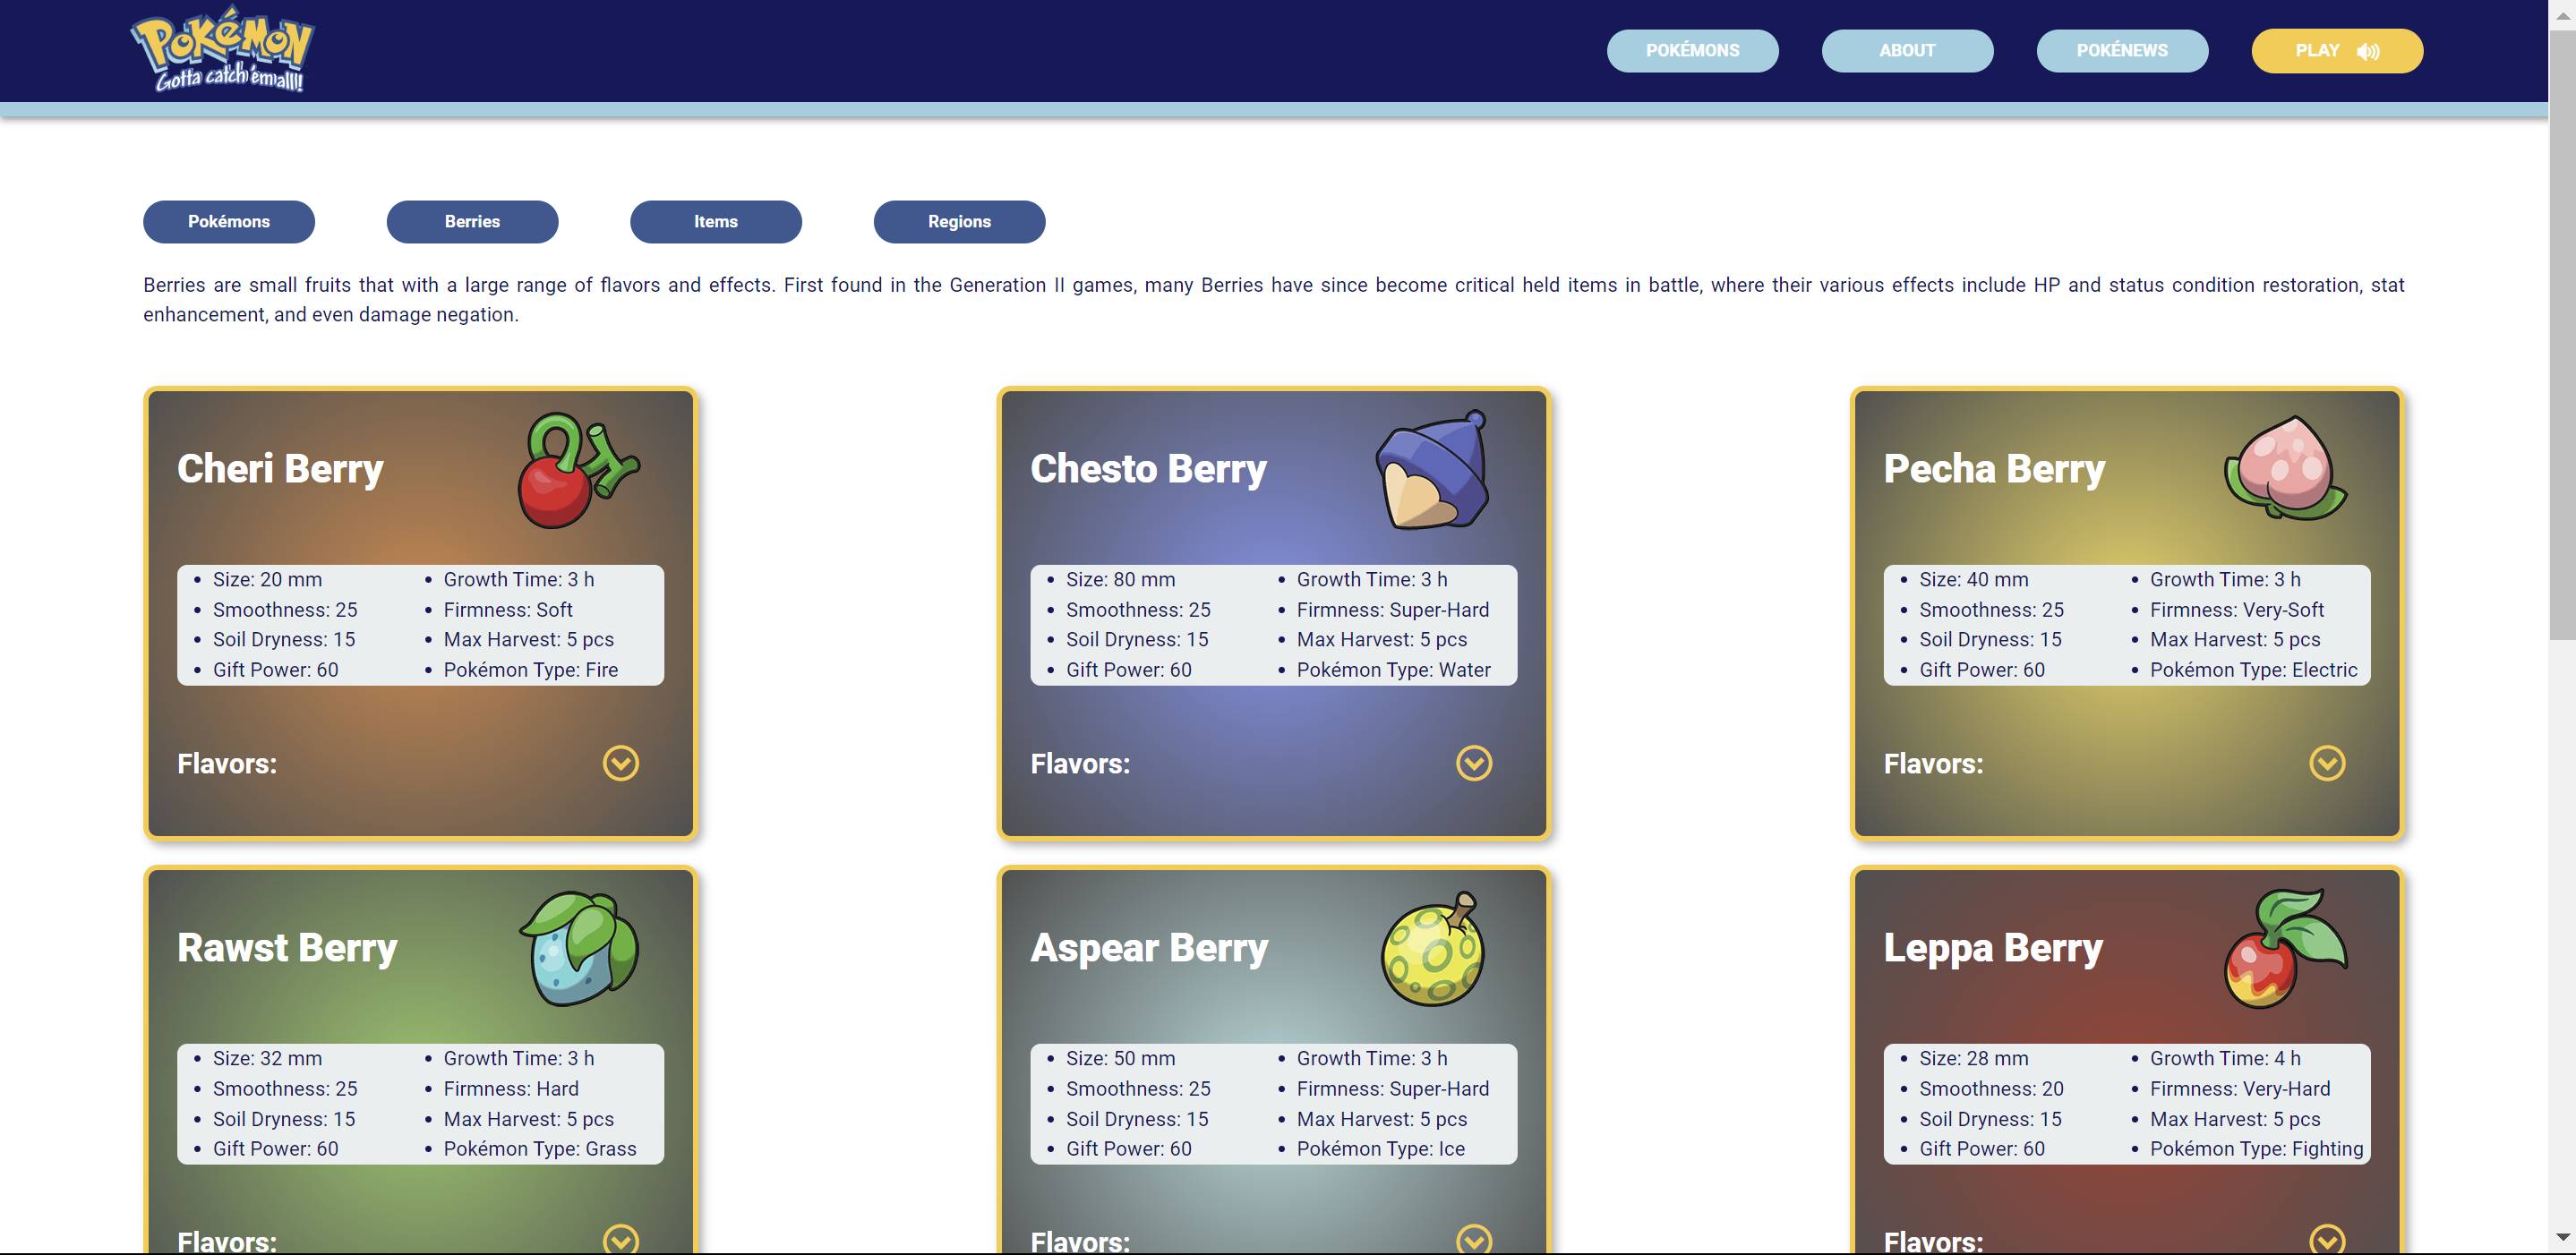 Pokémon
Gotta catch 'em all!
POKÉMONS
ABOUT
POKÉNEWS
PLAY
Pokémons
Berries
Items
Regions
Berries are small fruits that with a large range of flavors and effects. First found in the Generation II games, many Berries have since become critical held items in battle, where their various effects include HP and status condition restoration, stat
enhancement, and even damage negation.
Cheri Berry
Size: 20 mm
Smoothness: 25
Soil Dryness: 15
Gift Power: 60
Growth Time: 3 h
Firmness: Soft
Max Harvest: 5 pcs
Pokémon Type: Fire
Flavors:
Chesto Berry
Size: 80 mm
Smoothness: 25
Soil Dryness: 15
Gift Power: 60
Growth Time: 3 h
Firmness: Super-Hard
Max Harvest: 5 pcs
Pokémon Type: Water
Flavors:
Pecha Berry
Size: 40 mm
Smoothness: 25
Soil Dryness: 15
Gift Power: 60
Growth Time: 3 h
Firmness: Very-Soft
Max Harvest: 5 pcs
Pokémon Type: Electric
Flavors:
Rawst Berry
Size: 32 mm
Smoothness: 25
Soil Dryness: 15
Gift Power: 60
Growth Time: 3 h
Firmness: Hard
Max Harvest: 5 pcs
Pokémon Type: Grass
Flavors:
Aspear Berry
Size: 50 mm
Smoothness: 25
Soil Dryness: 15
Gift Power: 60
Growth Time: 3 h
Firmness: Super-Hard
Max Harvest: 5 pcs
Pokémon Type: Ice
Flavors:
Leppa Berry
Size: 28 mm
Smoothness: 20
Soil Dryness: 15
Gift Power: 60
Growth Time: 4 h
Firmness: Very-Hard
Max Harvest: 5 pcs
Pokémon Type: Fighting
Flavors: